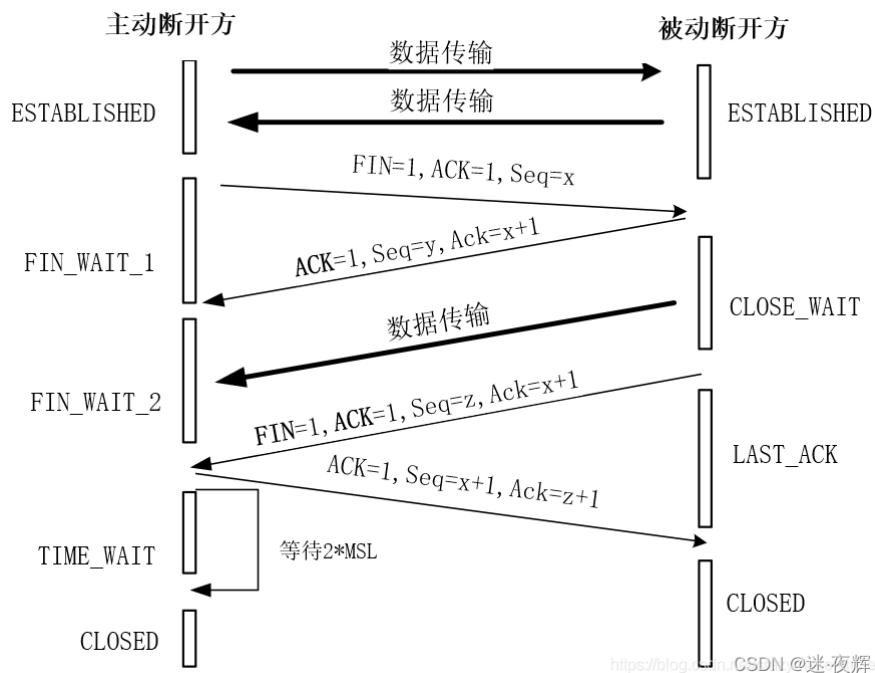 主动断开方
被动断开方
数据传输
ESTABLISHED
数据传输
ESTABLISHED
FIN=1,ACK=1,Seq=x
ACK=1,Seq=y,Ack=x+1
FIN_WAIT_1
数据传输
CLOSE_WAIT
FIN_WAIT_2
FIN=1,ACK=1,Seq=z,Ack=x+1
ACK=1,Seq=x+1,Ack=z+1
LAST_ACK
TIME_WAIT
等待2*MSL
CLOSED
CLOSED
https://blog.csdn.n
CSDN @迷-夜辉